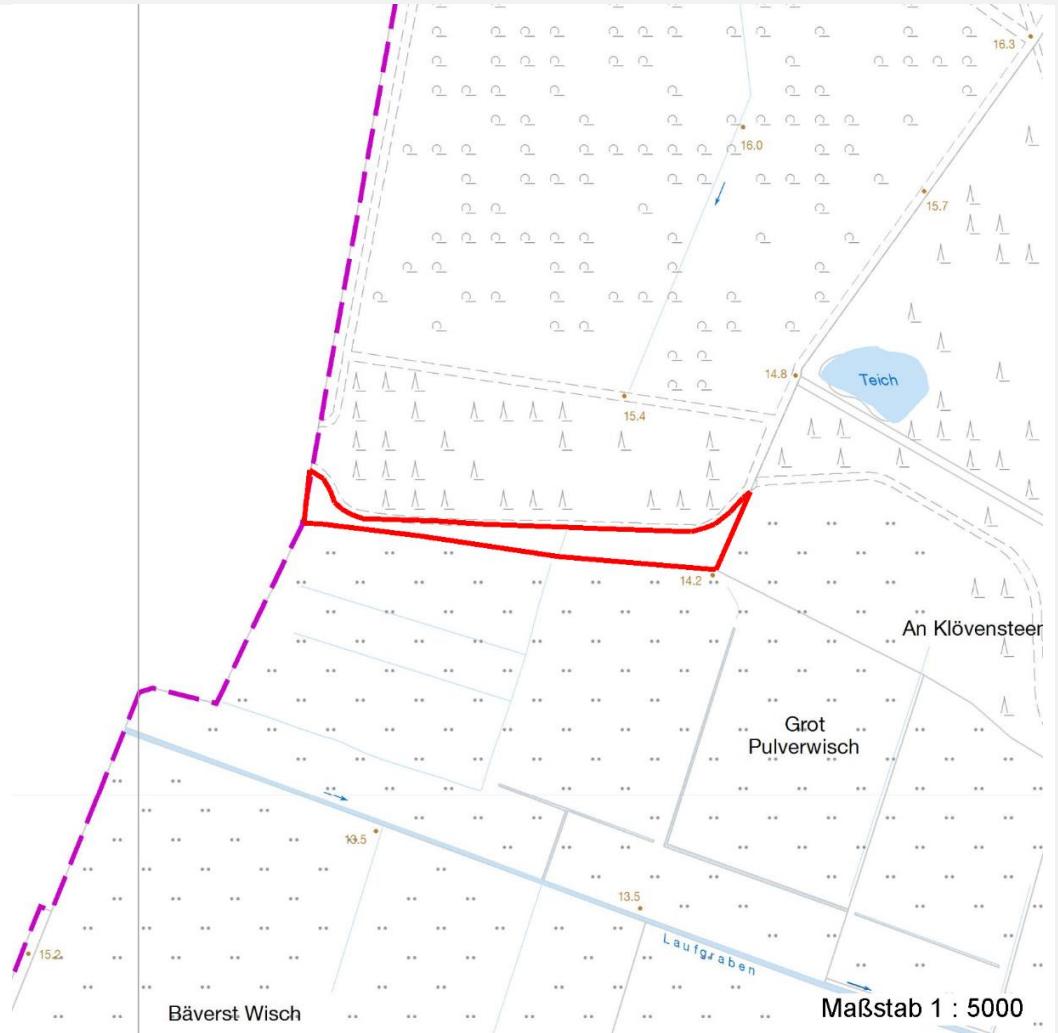 16.3
16.0
15.7
14.8
Teich
15.4
14.2
An Klövensteen
Grot
Pulverwisch
13.5
13.5
Laufgraben
15.2
Bäverst Wisch
Maßstab 1 : 5000